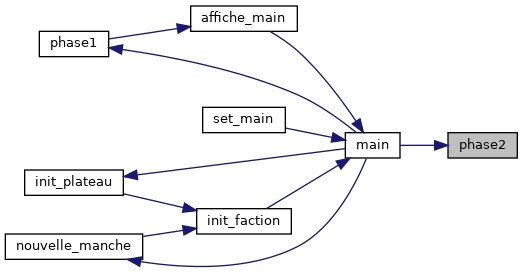 affiche_main
phase1
set_main
main
phase2
init_plateau
init_faction
nouvelle_manche